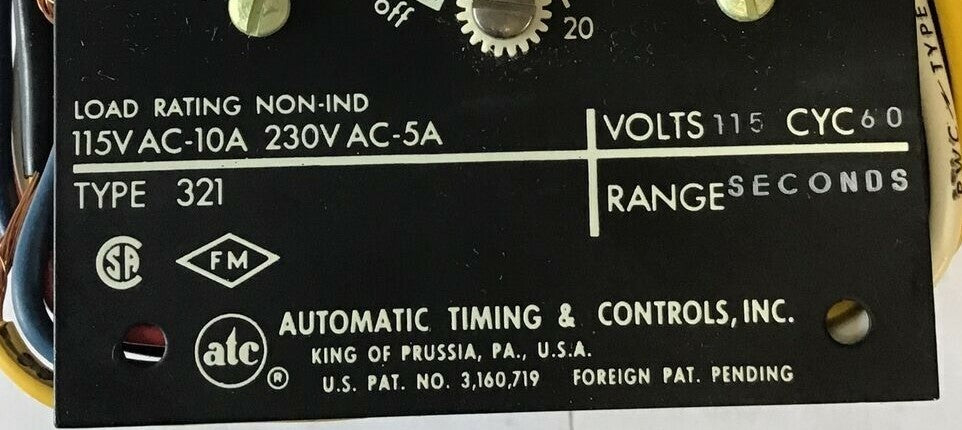 off
20
LOAD RATING NON-IND
115V AC-10A 230V AC-5A
VOLTS 115 CYC 60
TYPE 321
RANGE SECONDS
CSA
FM
atc ®
AUTOMATIC TIMING & CONTROLS, INC.
KING OF PRUSSIA, PA., U.S.A.
U.S. PAT. NO. 3,160,719 FOREIGN PAT. PENDING
TYPE